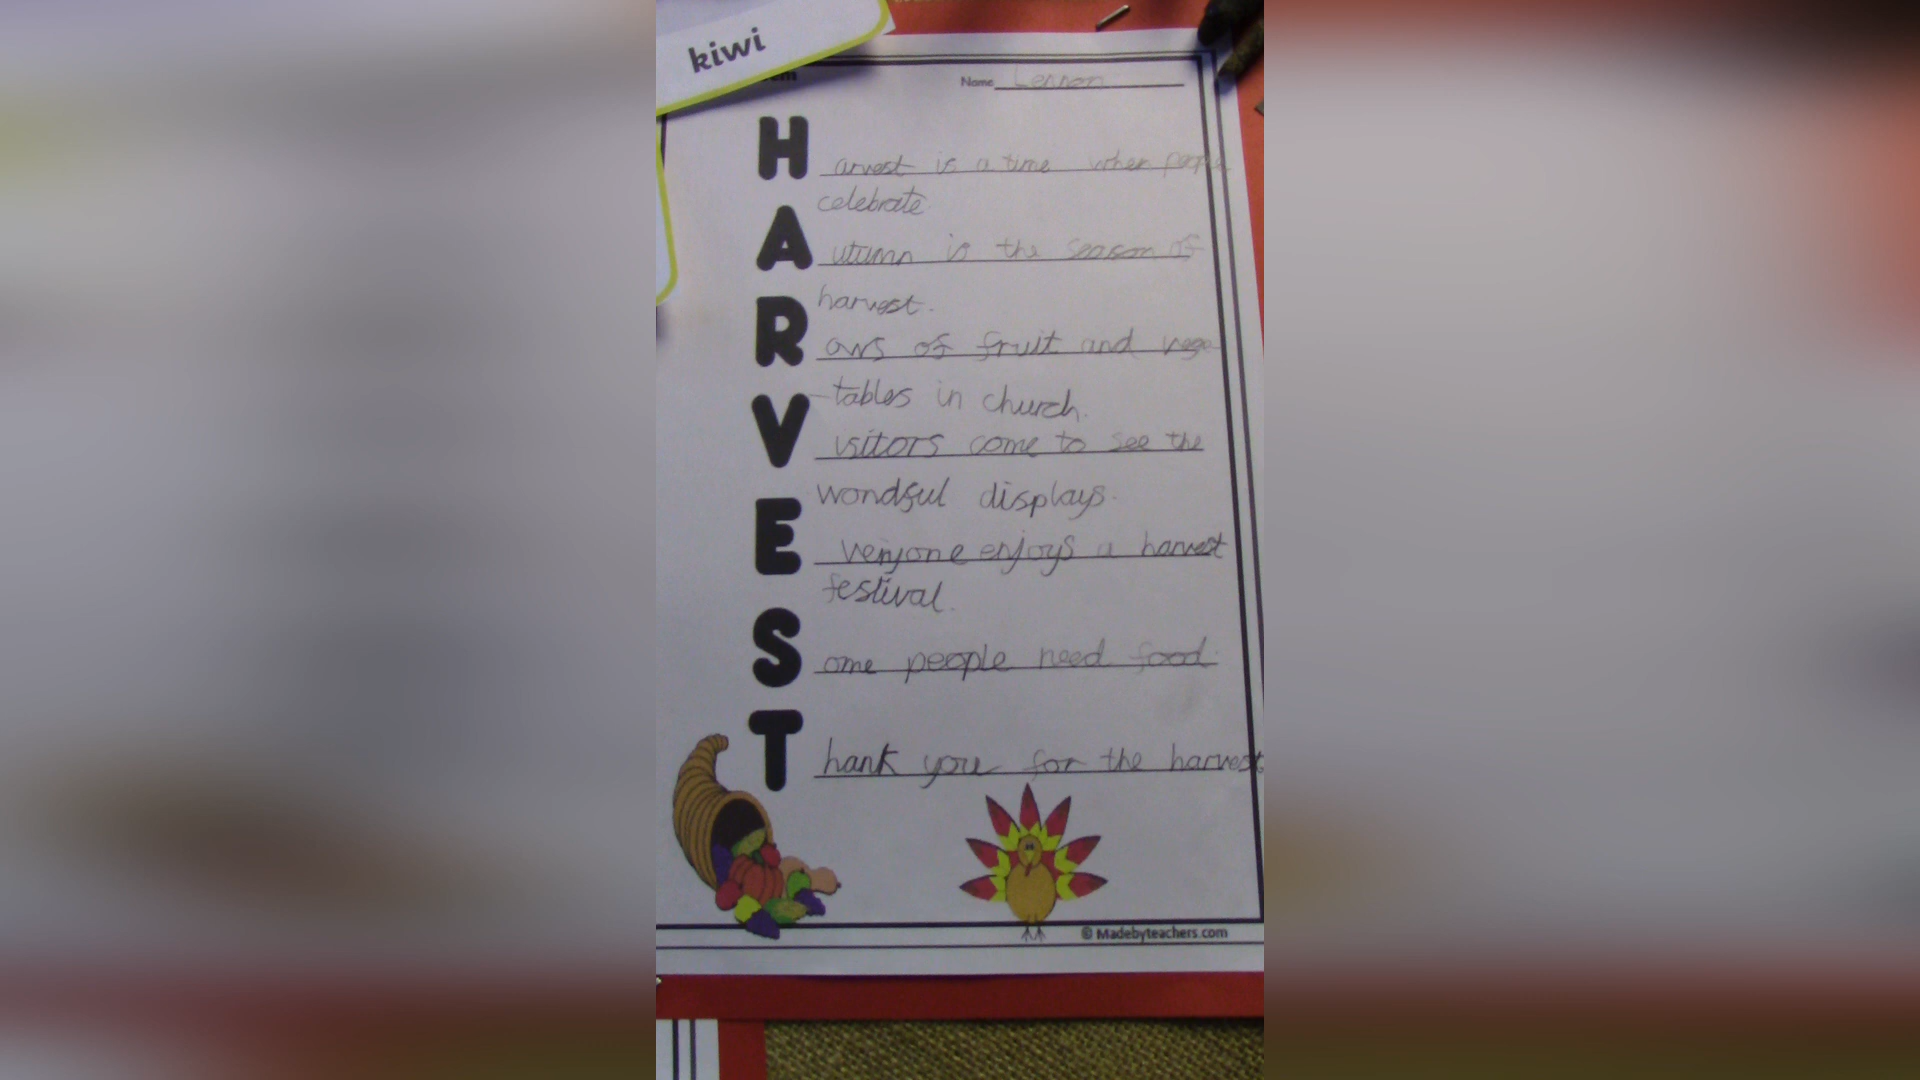 kiwi
Name Lennon
H arvest is a time when people
celebrate
A utumn is the season of
harvest.
R ows of fruit and vege
tables in church.
V visitors come to see the
wondful displays.
E veryone enjoys a harvest
festival.
S ome people need food.
T hank you for the harvest
© Madebyteachers.com